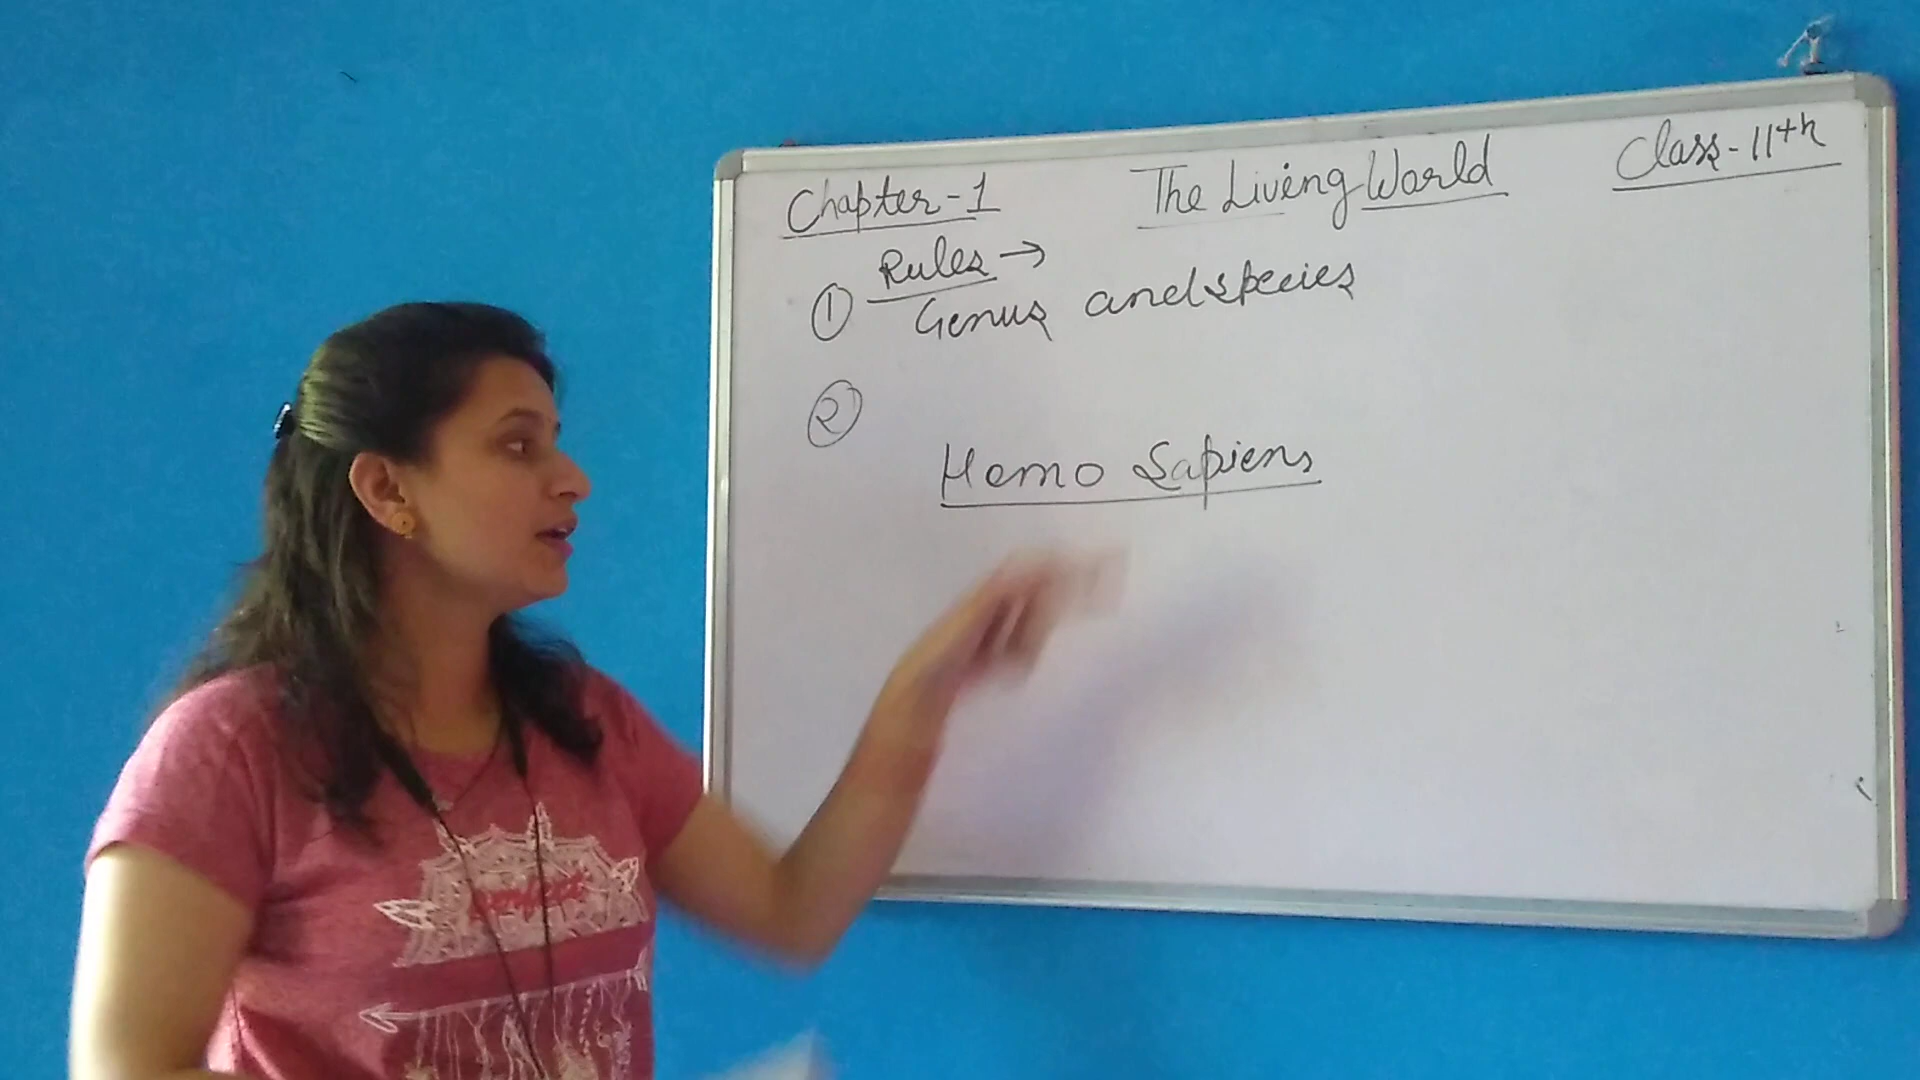 Chapter-1 The Living World Class-11th
Rules →
① Genus and species
②
Homo Sapiens